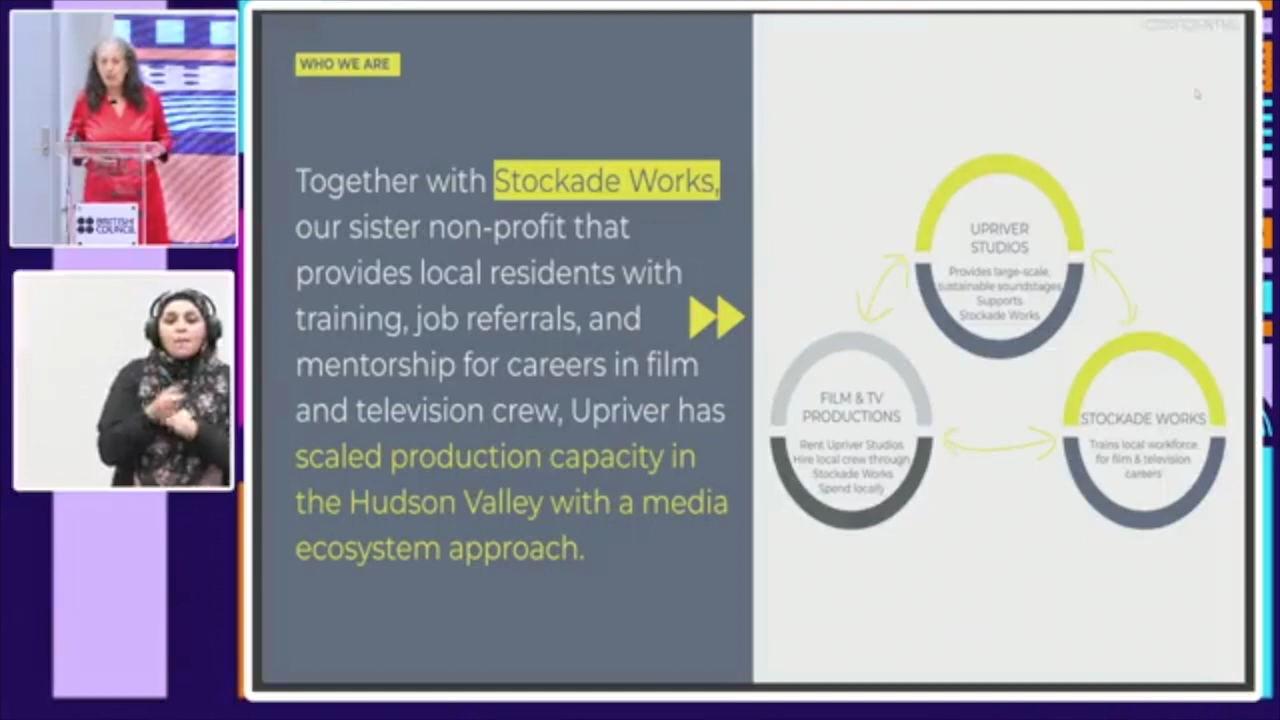 WHO WE ARE
Together with Stockade Works,
our sister non-profit that
provides local residents with
training, job referrals, and
mentorship for careers in film
and television crew, Upriver has
scaled production capacity in
the Hudson Valley with a media
ecosystem approach.
UPRIVER
STUDIOS
Provides large-scale,
sustainable soundstages
Supports
Stockade Works
FILM & TV
PRODUCTIONS
Rent Upriver Studios
Hire local crew through
Stockade Works
Spend locally
STOCKADE WORKS
Trains local workforce
for film & television
careers
BRITISH
COUNCIL